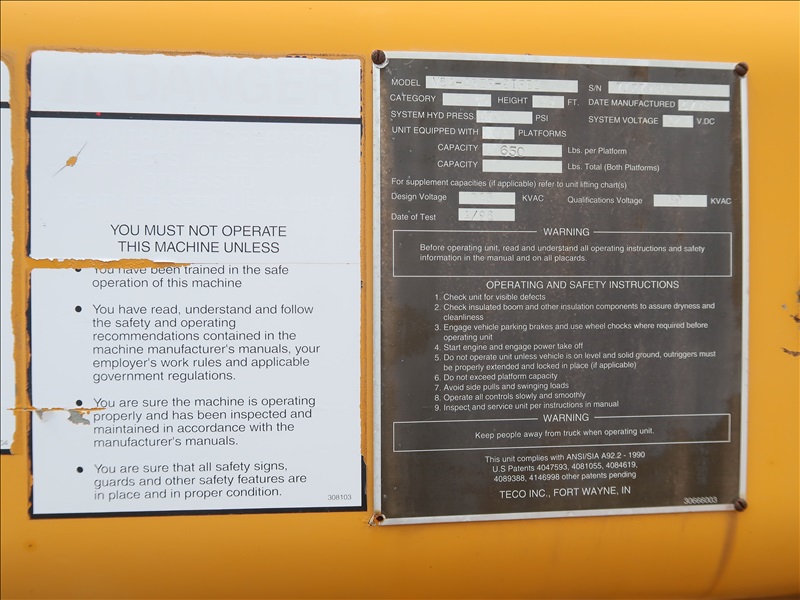 YOU MUST NOT OPERATE
THIS MACHINE UNLESS
• You have been trained in the safe
operation of this machine
• You have read, understand and follow
the safety and operating
recommendations contained in the
machine manufacturer's manuals, your
employer's work rules and applicable
government regulations.
• You are sure the machine is operating
properly and has been inspected and
maintained in accordance with the
manufacturer's manuals.
• You are sure that all safety signs,
guards and other safety features are
in place and in proper condition.
308103
MODEL S/N
CATEGORY HEIGHT FT. DATE MANUFACTURED
SYSTEM HYD PRESS PSI SYSTEM VOLTAGE V.DC
UNIT EQUIPPED WITH PLATFORMS
CAPACITY 650 Lbs. per Platform
CAPACITY Lbs. Total (Both Platforms)
For supplement capacities (if applicable) refer to unit lifting chart(s)
Design Voltage KVAC Qualifications Voltage KVAC
Date of Test
WARNING
Before operating unit, read and understand all operating instructions and safety
information in the manual and on all placards.
OPERATING AND SAFETY INSTRUCTIONS
1. Check unit for visible defects
2. Check insulated boom and other insulation components to assure dryness and
cleanliness
3. Engage vehicle parking brakes and use wheel chocks where required before
operating unit
4. Start engine and engage power take off
5. Do not operate unit unless vehicle is on level and solid ground, outriggers must
be properly extended and locked in place (if applicable)
6. Do not exceed platform capacity
7. Avoid side pulls and swinging loads
8. Operate all controls slowly and smoothly
9. Inspect and service unit per instructions in manual
WARNING
Keep people away from truck when operating unit.
This unit complies with ANSI/SIA A92.2 - 1990
U.S Patents 4047593, 4081055, 4084619,
4089388, 4146998 other patents pending
TECO INC., FORT WAYNE, IN
30666003